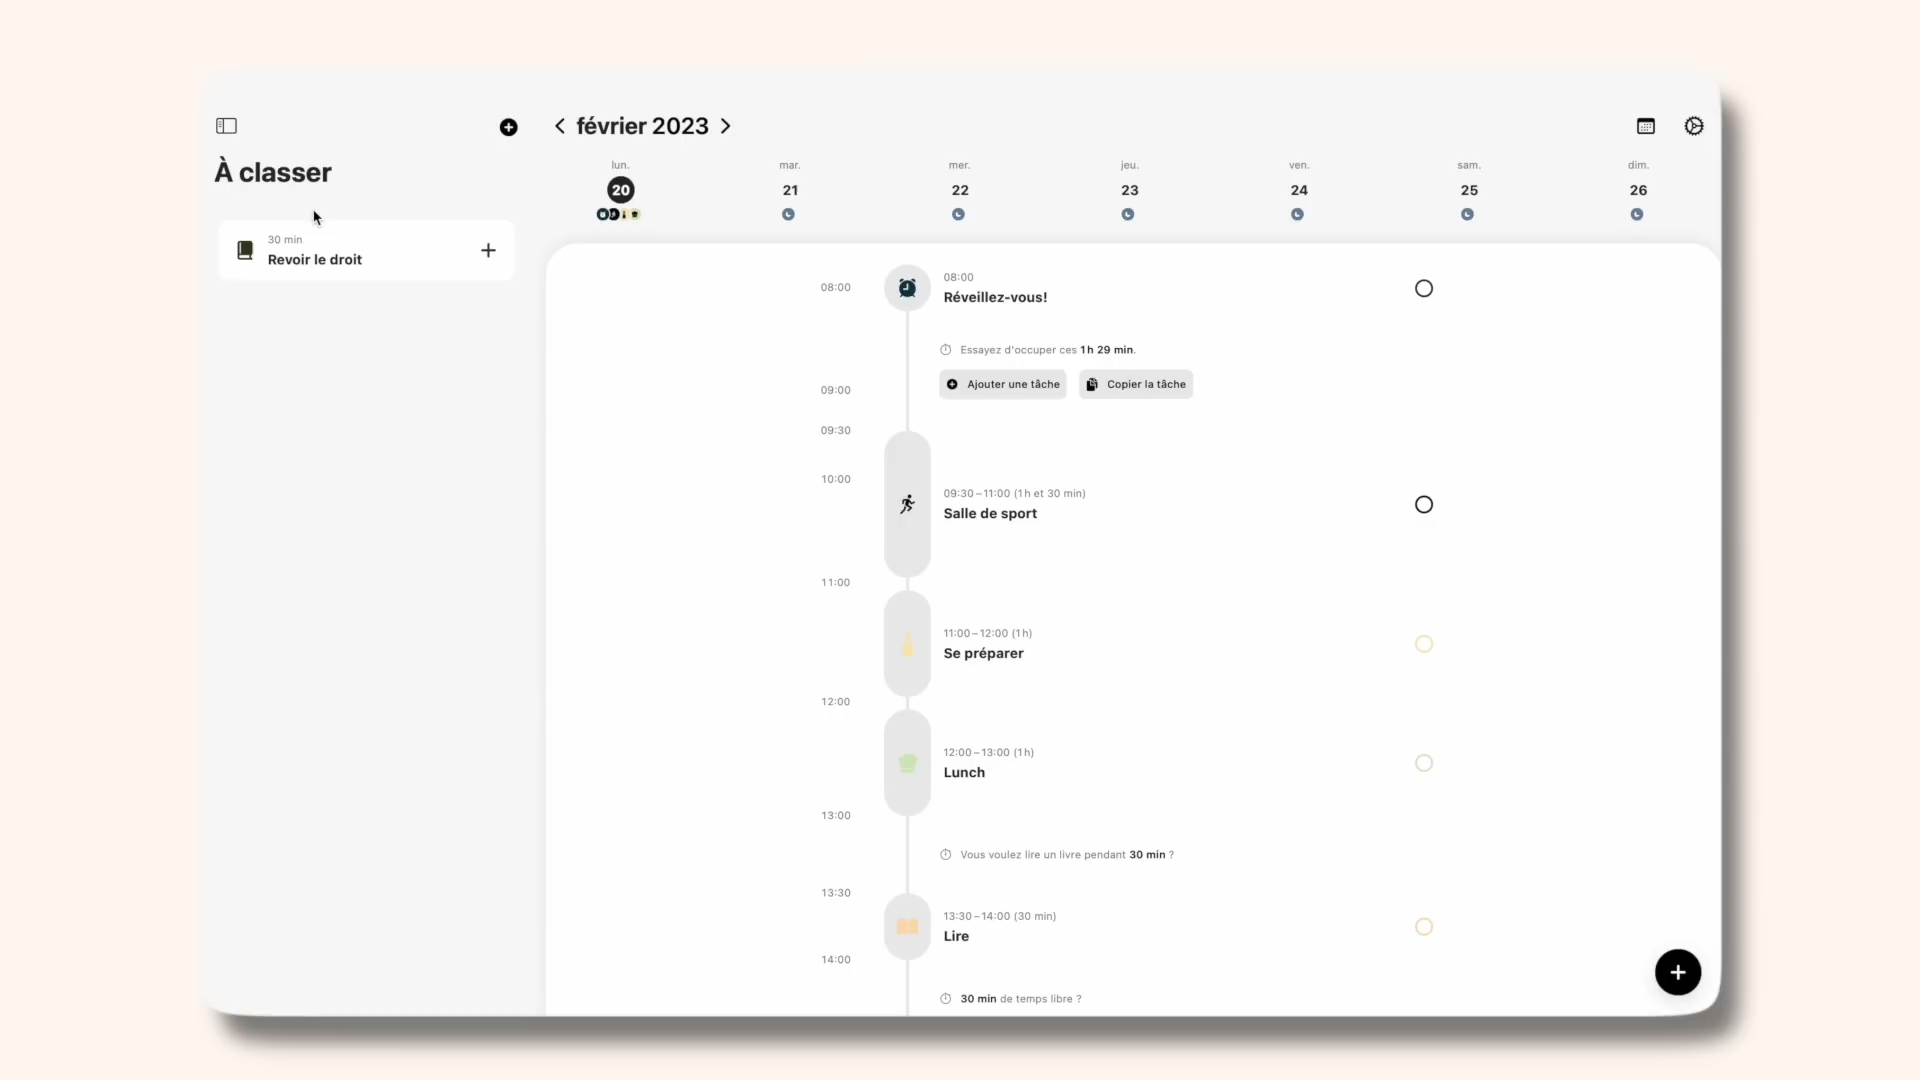 À classer
30 min
Revoir le droit
février 2023
lun. mar. mer. jeu. ven. sam. dim.
20 21 22 23 24 25 26
08:00
08:00
Réveillez-vous!
Essayez d'occuper ces 1 h 29 min.
09:00
Ajouter une tâche
Copier la tâche
09:30
10:00
09:30 – 11:00 (1 h et 30 min)
Salle de sport
11:00
11:00 – 12:00 (1 h)
Se préparer
12:00
12:00 – 13:00 (1 h)
Lunch
13:00
Vous voulez lire un livre pendant 30 min ?
13:30
13:30 – 14:00 (30 min)
Lire
14:00
30 min de temps libre ?